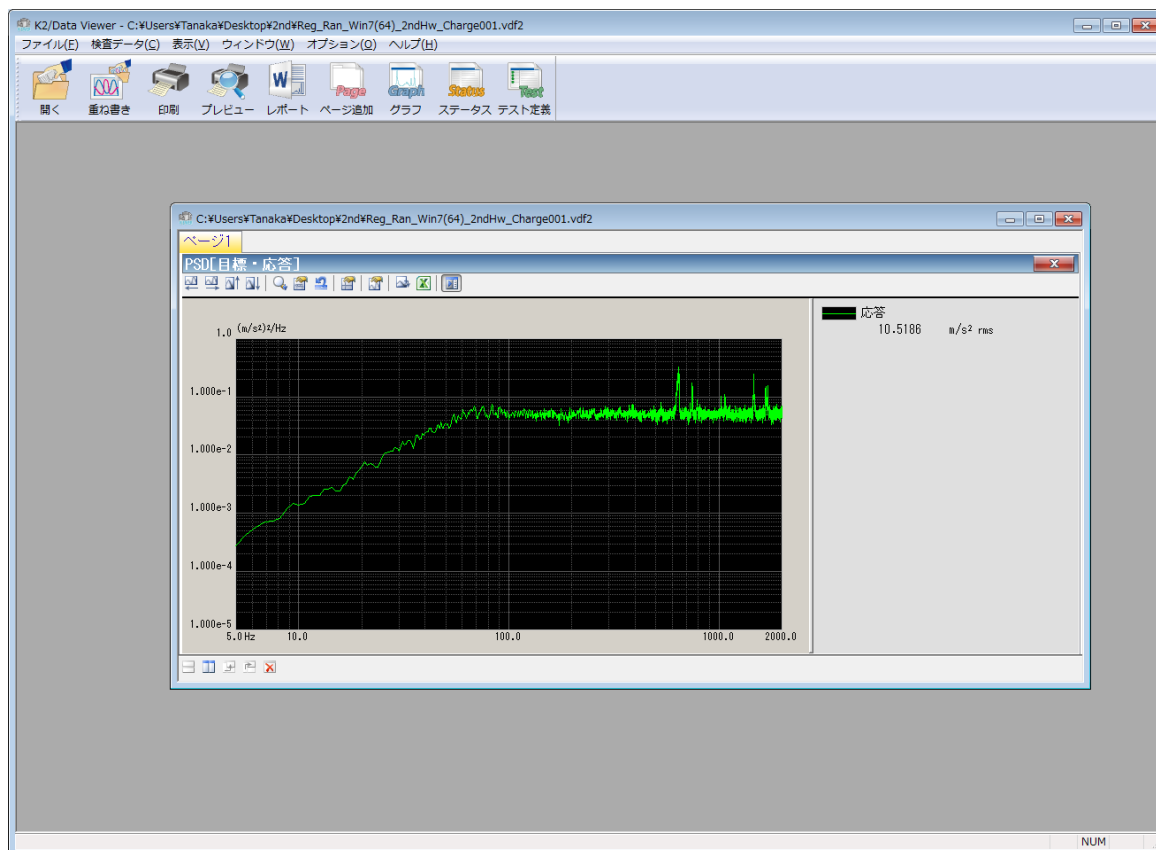 K2/Data Viewer - C:¥Users¥Tanaka¥Desktop¥2nd¥Reg_Ran_Win7(64)_2ndHw_Charge001.vdf2
ファイル(F) 検査データ(C) 表示(V) ウィンドウ(W) オプション(O) ヘルプ(H)
W Page Graph Status Test
開く 重ね書き 印刷 プレビュー レポート ページ追加 グラフ ステータス テスト定義
C:¥Users¥Tanaka¥Desktop¥2nd¥Reg_Ran_Win7(64)_2ndHw_Charge001.vdf2
ページ1
PSD[目標・応答]
応答
10.5186 m/s² rms
1.0 (m/s²)²/Hz
1.000e-1
1.000e-2
1.000e-3
1.000e-4
1.000e-5
5.0 Hz 10.0 100.0 1000.0 2000.0
NUM